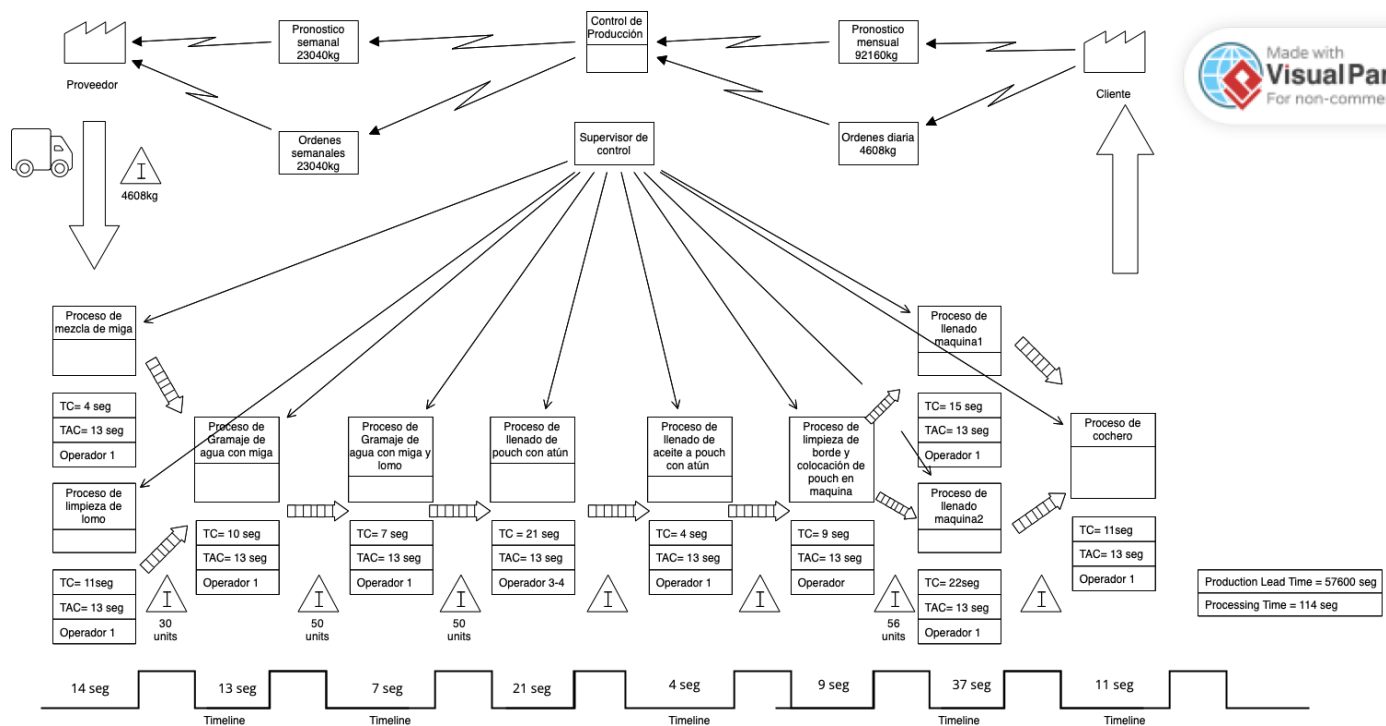 Proveedor
Pronostico
semanal
23040kg
Control de
Producción
Pronostico
mensual
92160kg
Cliente
Made with
VisualPar
For non-comme
Ordenes
semanales
23040kg
Supervisor de
control
Ordenes diaria
4608kg
I
4608kg
Proceso de
mezcla de miga
TC= 4 seg
TAC= 13 seg
Operador 1
Proceso de
limpieza de
lomo
TC= 11seg
TAC= 13 seg
Operador 1
I
30
units
Proceso de
Gramaje de
agua con miga
TC= 10 seg
TAC= 13 seg
Operador 1
I
50
units
Proceso de
Gramaje de
agua con miga y
lomo
TC= 7 seg
TAC= 13 seg
Operador 1
I
50
units
Proceso de
llenado de
pouch con atún
TC= 21 seg
TAC= 13 seg
Operador 3-4
I
Proceso de
llenado de
aceite a pouch
con atún
TC= 4 seg
TAC= 13 seg
Operador 1
I
Proceso de
limpieza de
borde y
colocación de
pouch en
maquina
TC= 9 seg
TAC= 13 seg
Operador
I
56
units
Proceso de
llenado
maquina1
TC= 15 seg
TAC= 13 seg
Operador 1
Proceso de
llenado
maquina2
TC= 22seg
TAC= 13 seg
Operador 1
I
Proceso de
cochero
TC= 11seg
TAC= 13 seg
Operador 1
Production Lead Time = 57600 seg
Processing Time = 114 seg
14 seg
13 seg
7 seg
21 seg
4 seg
9 seg
37 seg
11 seg
Timeline
Timeline
Timeline
Timeline
Timeline